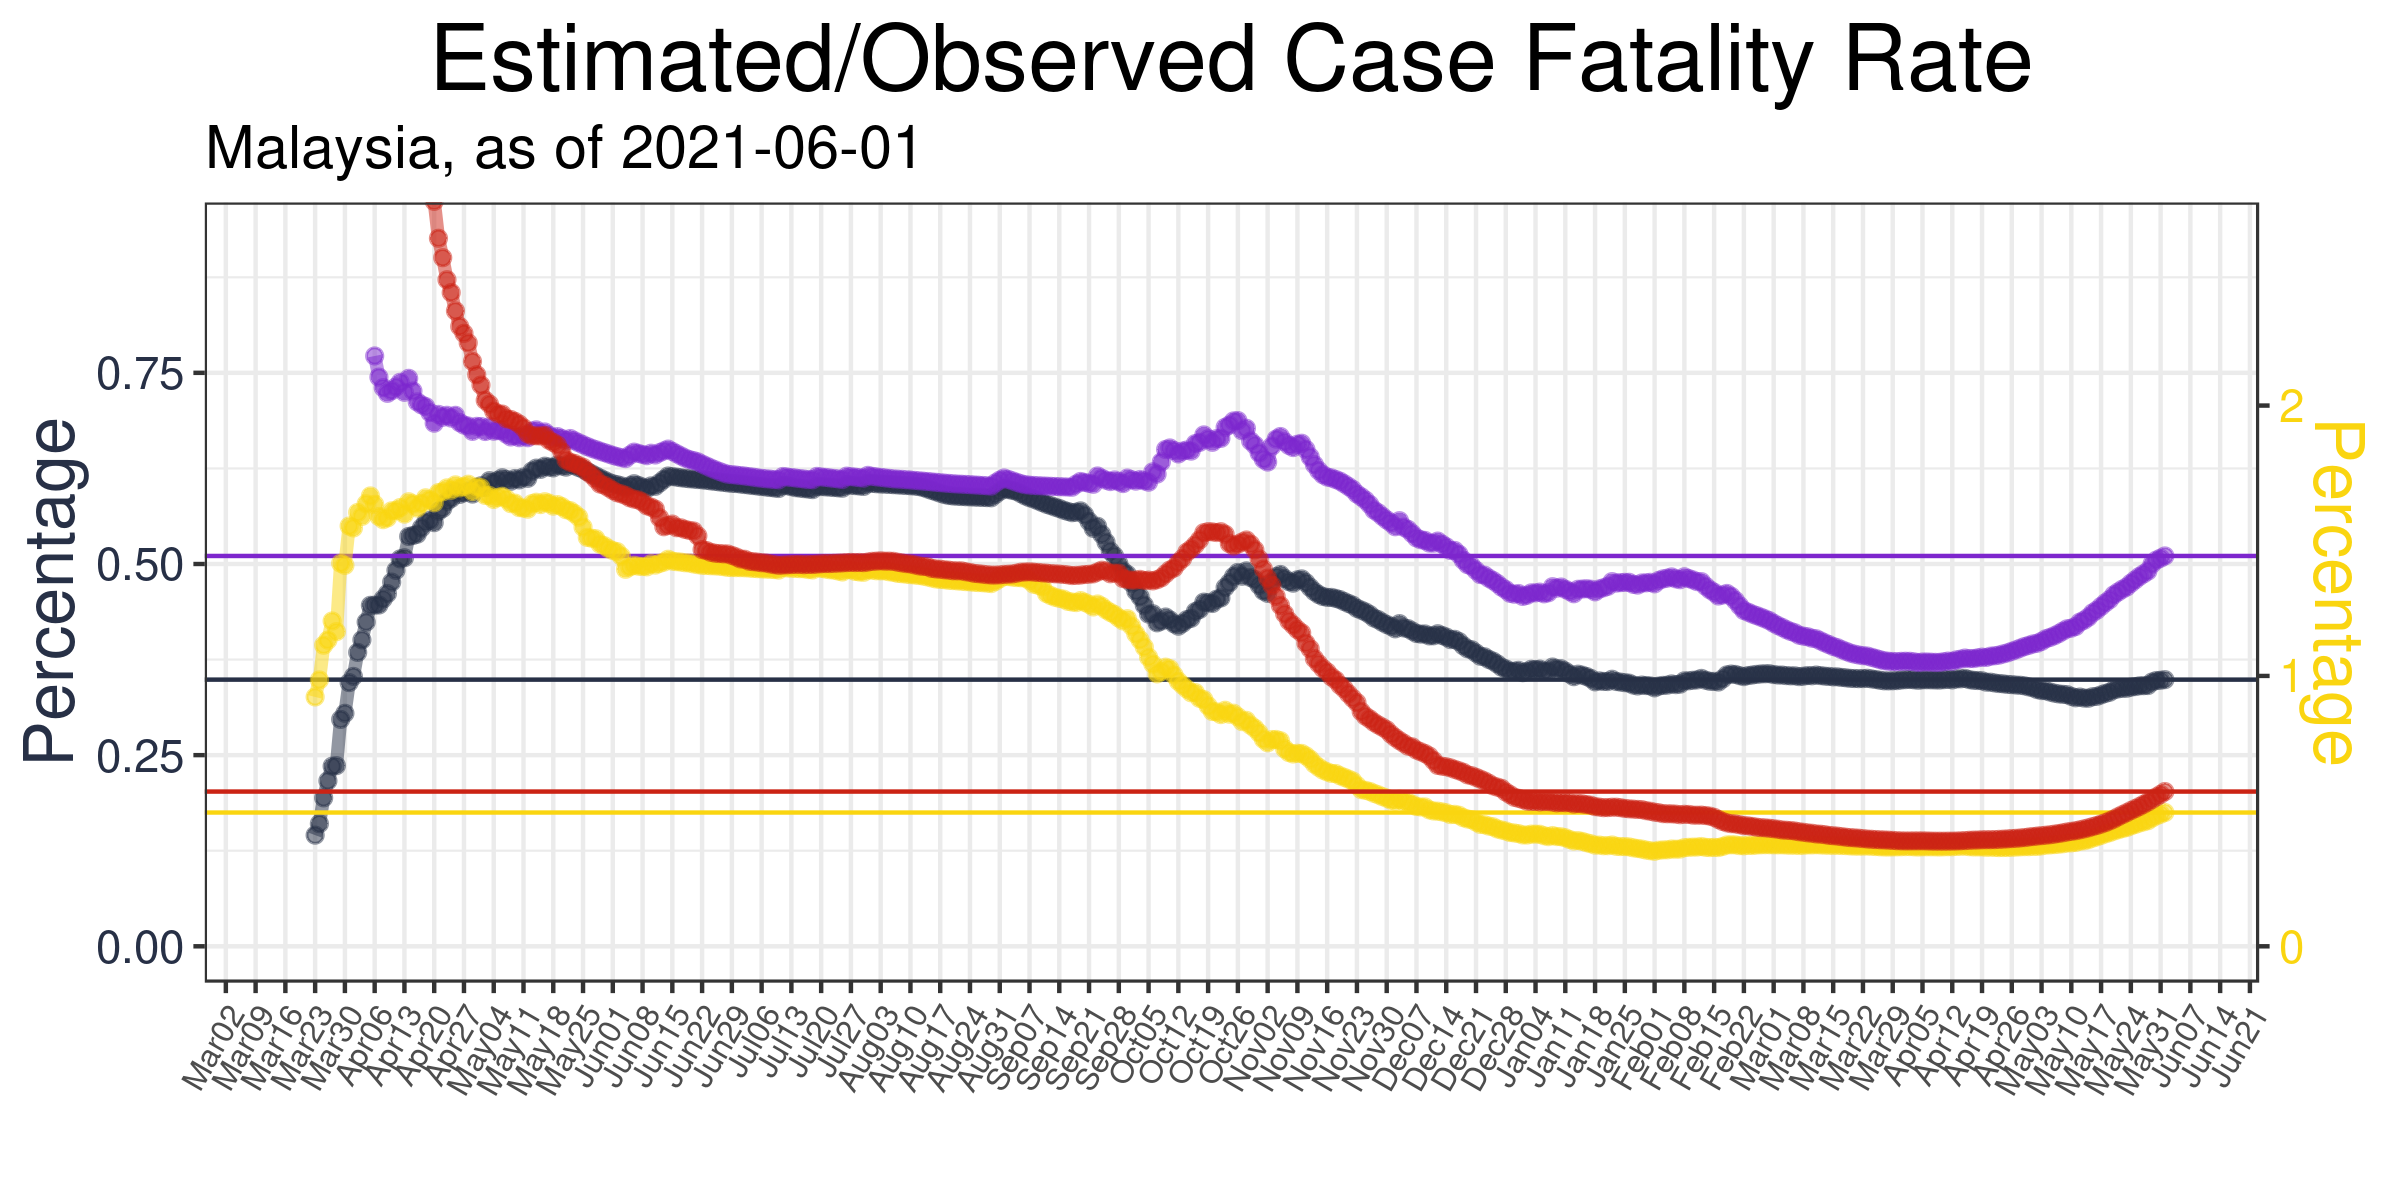 Estimated/Observed Case Fatality Rate
Malaysia, as of 2021-06-01
Percentage
0.75
0.50
0.25
0.00
2
1
0
Percentage
Mar02 Mar09 Mar16 Mar23 Mar30 Apr06 Apr13 Apr20 Apr27 May04 May11 May18 May25 Jun01 Jun08 Jun15 Jun22 Jun29 Jul06 Jul13 Jul20 Jul27 Aug03 Aug10 Aug17 Aug24 Aug31 Sep07 Sep14 Sep21 Sep28 Oct05 Oct12 Oct19 Oct26 Nov02 Nov09 Nov16 Nov23 Nov30 Dec07 Dec14 Dec21 Dec28 Jan04 Jan11 Jan18 Jan25 Feb01 Feb08 Feb15 Feb22 Mar01 Mar08 Mar15 Mar22 Mar29 Apr05 Apr12 Apr19 Apr26 May03 May10 May17 May24 May31 Jun07 Jun14 Jun21